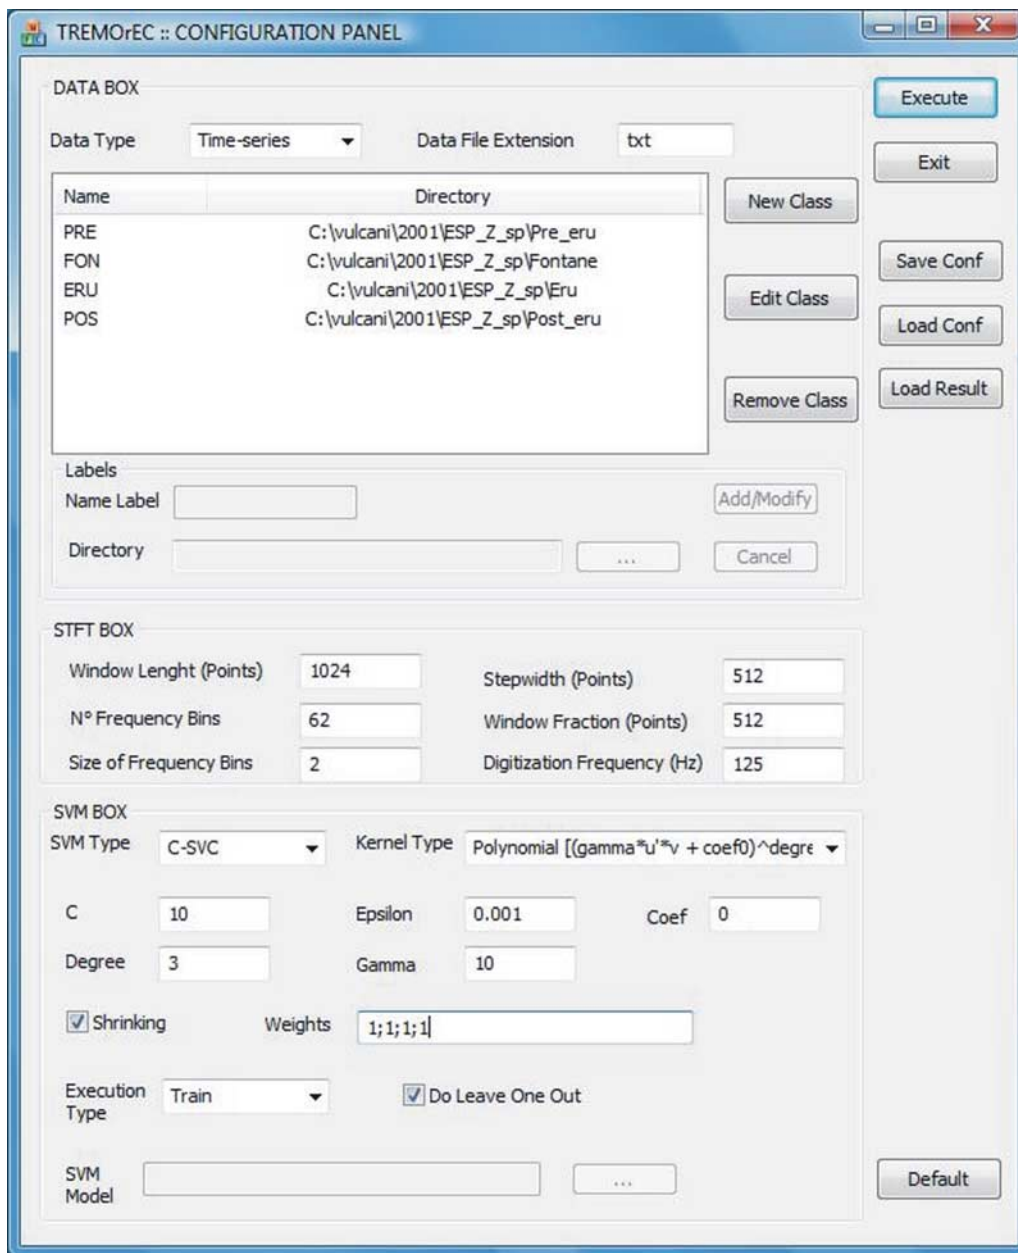 TREMOrEC :: CONFIGURATION PANEL
DATA BOX
Execute
Data Type Time-series Data File Extension txt
Exit
Name Directory
New Class
PRE C:\vulcani\2001\ESP_Z_sp\Pre_eru
FON C:\vulcani\2001\ESP_Z_sp\Fontane
Save Conf
ERU C:\vulcani\2001\ESP_Z_sp\Eru
Edit Class
POS C:\vulcani\2001\ESP_Z_sp\Post_eru
Load Conf
Remove Class
Load Result
Labels
Name Label
Add/Modify
Directory ... Cancel
STFT BOX
Window Lenght (Points) 1024 Stepwidth (Points) 512
N° Frequency Bins 62 Window Fraction (Points) 512
Size of Frequency Bins 2 Digitization Frequency (Hz) 125
SVM BOX
SVM Type C-SVC Kernel Type Polynomial [(gamma*u'*v + coef0)^degre
C 10 Epsilon 0.001 Coef 0
Degree 3 Gamma 10
Shrinking Weights 1;1;1;1
Execution Type Train Do Leave One Out
SVM Model ... Default